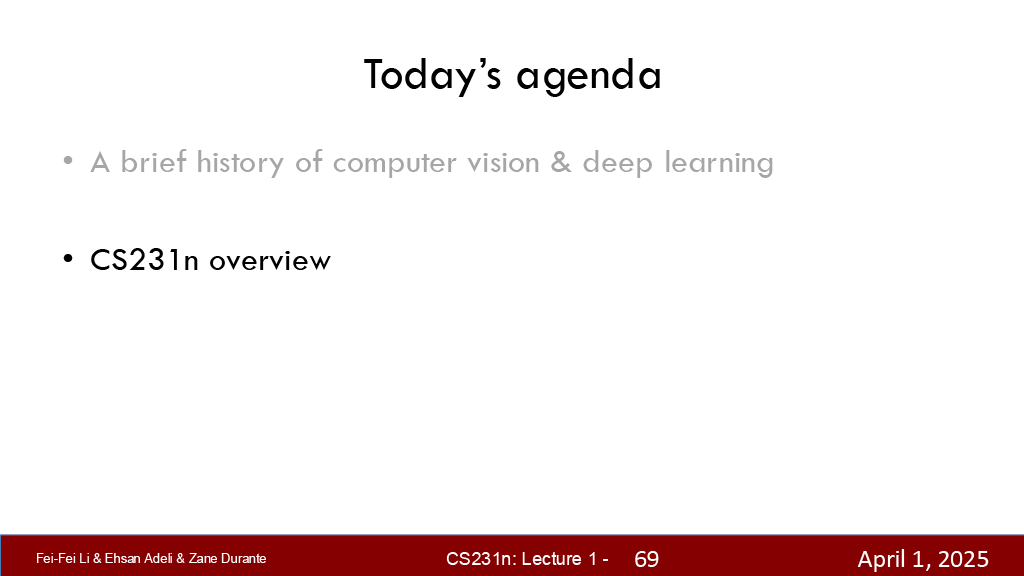 Today’s agenda
• A brief history of computer vision & deep learning
• CS231n overview
Fei-Fei Li & Ehsan Adeli & Zane Durante CS231n: Lecture 1 - 69 April 1, 2025